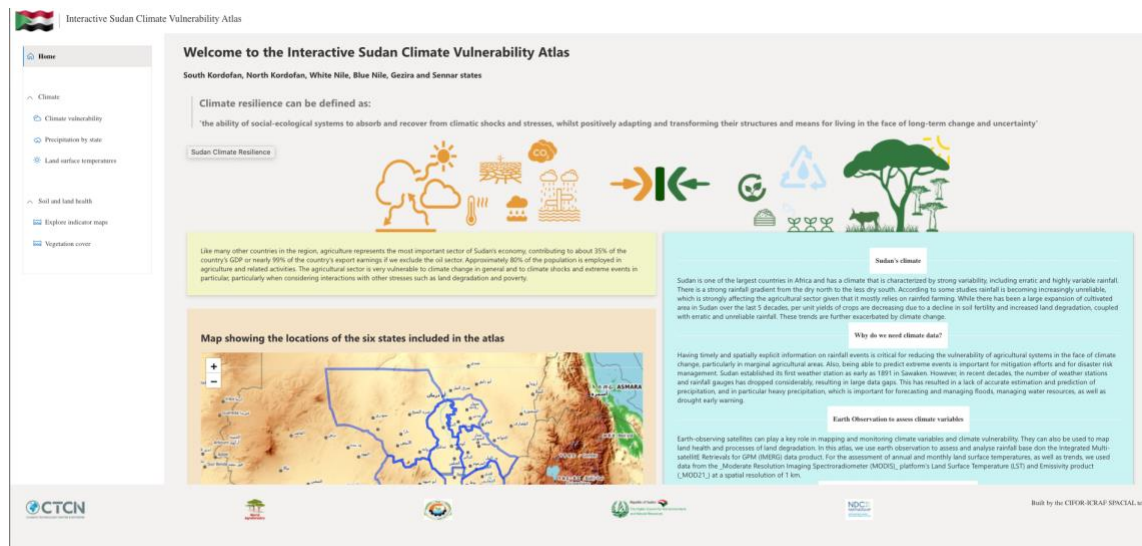 Interactive Sudan Climate Vulnerability Atlas
Home
Climate
Climate vulnerability
Precipitation by state
Land surface temperatures
Soil and land health
Explore indicator maps
Vegetation cover
Welcome to the Interactive Sudan Climate Vulnerability Atlas
South Kordofan, North Kordofan, White Nile, Blue Nile, Gezira and Sennar states
Climate resilience can be defined as:
'the ability of social-ecological systems to absorb and recover from climatic shocks and stresses, whilst positively adapting and transforming their structures and means for living in the face of long-term change and uncertainty'
Sudan Climate Resilience
CO2
Like many other countries in the region, agriculture represents the most important sector of Sudan's economy, contributing to about 35% of the
country's GDP or nearly 99% of the country's export earnings if we exclude the oil sector. Approximately 80% of the population is employed in
agriculture and related activities. The agricultural sector is very vulnerable to climate change in general and to climate shocks and extreme events in
particular, particularly when considering interactions with other stresses such as land degradation and poverty.
Map showing the locations of the six states included in the atlas
+
−
ASMARA
Sudan's climate
Sudan is one of the largest countries in Africa and has a climate that is characterized by strong variability, including erratic and highly variable rainfall.
There is a strong rainfall gradient from the dry north to the less dry south. According to some studies rainfall is becoming increasingly unreliable,
which is strongly affecting the agricultural sector given that it mostly relies on rainfed farming. While there has been a large expansion of cultivated
area in Sudan over the last 5 decades, per unit yields of crops are decreasing due to a decline in soil fertility and increased land degradation, coupled
with erratic and unreliable rainfall. These trends are further exacerbated by climate change.
Why do we need climate data?
Having timely and spatially explicit information on rainfall events is critical for reducing the vulnerability of agricultural systems in the face of climate
change, particularly in marginal agricultural areas. Also, being able to predict extreme events is important for mitigation efforts and for disaster risk
management. Sudan established its first weather station as early as 1891 in Sawaken. However, in recent decades, the number of weather stations
and rainfall gauges has dropped considerably, resulting in large data gaps. This has resulted in a lack of accurate estimation and prediction of
precipitation, and in particular heavy precipitation, which is important for forecasting and managing floods, managing water resources, as well as
drought early warning.
Earth Observation to assess climate variables
Earth-observing satellites can play a key role in mapping and monitoring climate variables and climate vulnerability. They can also be used to map
land health and processes of land degradation. In this atlas, we use earth observation to assess and analyse rainfall base don the Integrated Multi-
satellitE Retrievals for GPM (IMERG) data product. For the assessment of annual and monthly land surface temperatures, as well as trends, we used
data from the _Moderate Resolution Imaging Spectroradiometer (MODIS)_ platform's Land Surface Temperature (LST) and Emissivity product
(_MOD21_) at a spatial resolution of 1 km.
CTCN
NDC
Built by the CIFOR-ICRAF SPACIAL te